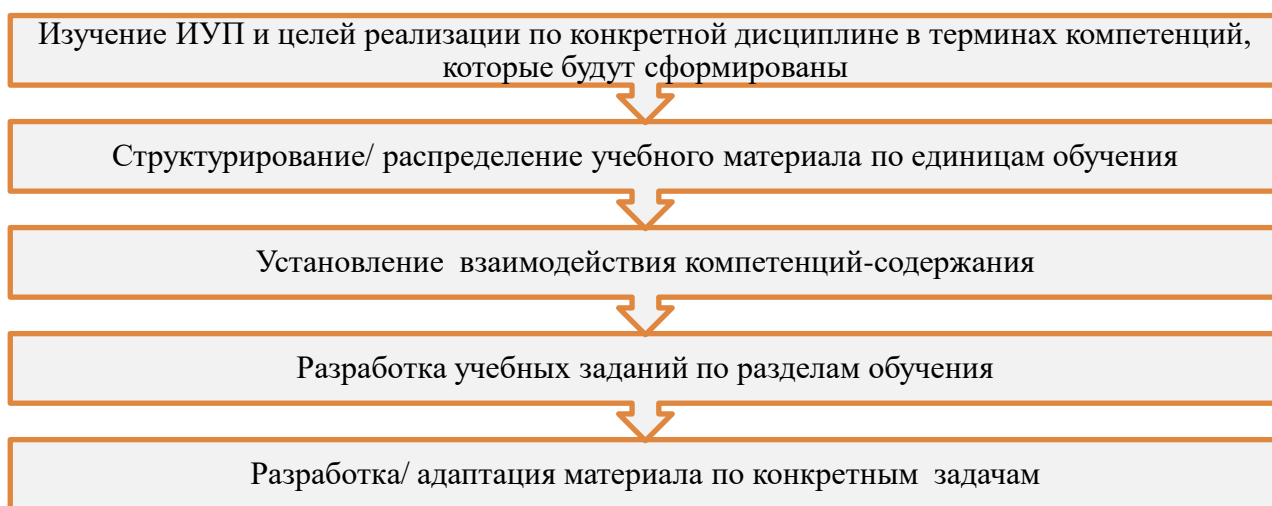 Изучение ИУП и целей реализации по конкретной дисциплине в терминах компетенций,
которые будут сформированы
Структурирование/ распределение учебного материала по единицам обучения
Установление взаимодействия компетенций-содержания
Разработка учебных заданий по разделам обучения
Разработка/ адаптация материала по конкретным задачам